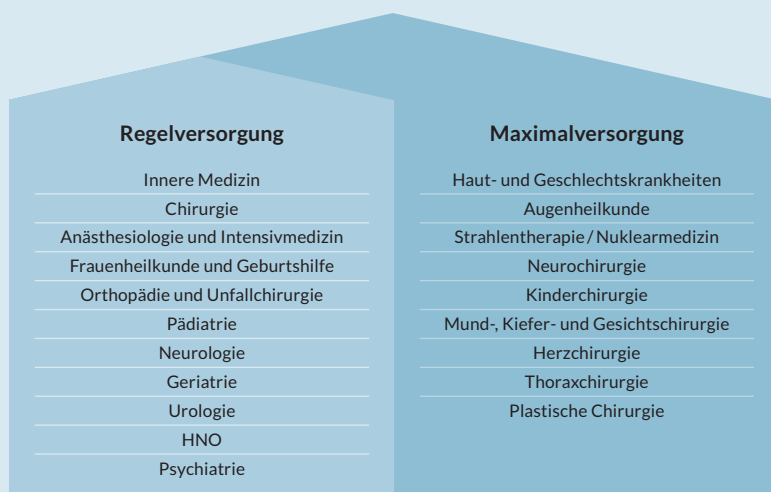 Regelversorgung
Innere Medizin
Chirurgie
Anästhesiologie und Intensivmedizin
Frauenheilkunde und Geburtshilfe
Orthopädie und Unfallchirurgie
Pädiatrie
Neurologie
Geriatrie
Urologie
HNO
Psychiatrie
Maximalversorgung
Haut- und Geschlechtskrankheiten
Augenheilkunde
Strahlentherapie / Nuklearmedizin
Neurochirurgie
Kinderchirurgie
Mund-, Kiefer- und Gesichtschirurgie
Herzchirurgie
Thoraxchirurgie
Plastische Chirurgie